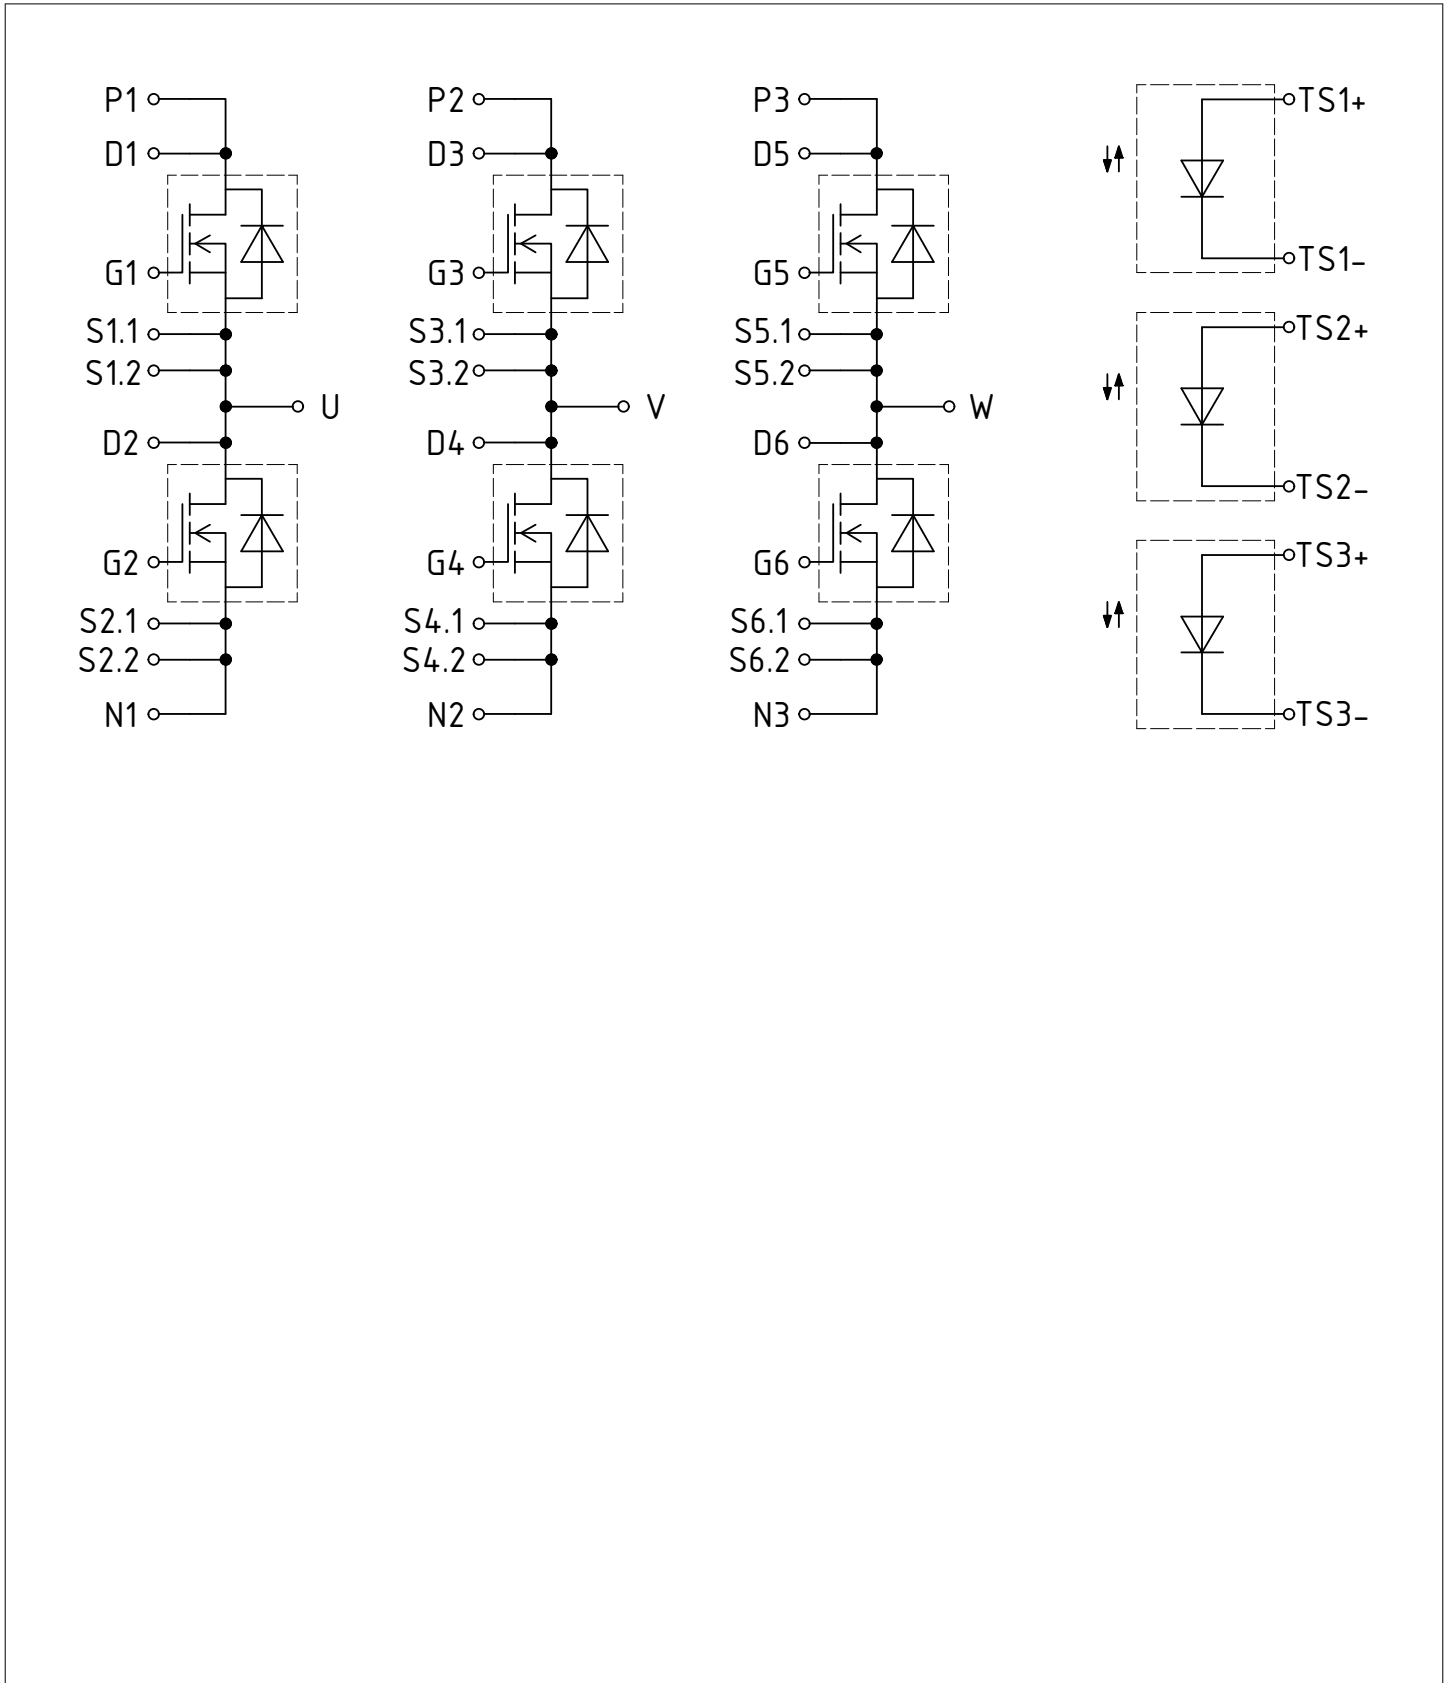 P1
D1
G1
S1.1
S1.2
U
D2
G2
S2.1
S2.2
N1
P2
D3
G3
S3.1
S3.2
V
D4
G4
S4.1
S4.2
N2
P3
D5
G5
S5.1
S5.2
W
D6
G6
S6.1
S6.2
N3
TS1+
TS1-
TS2+
TS2-
TS3+
TS3-